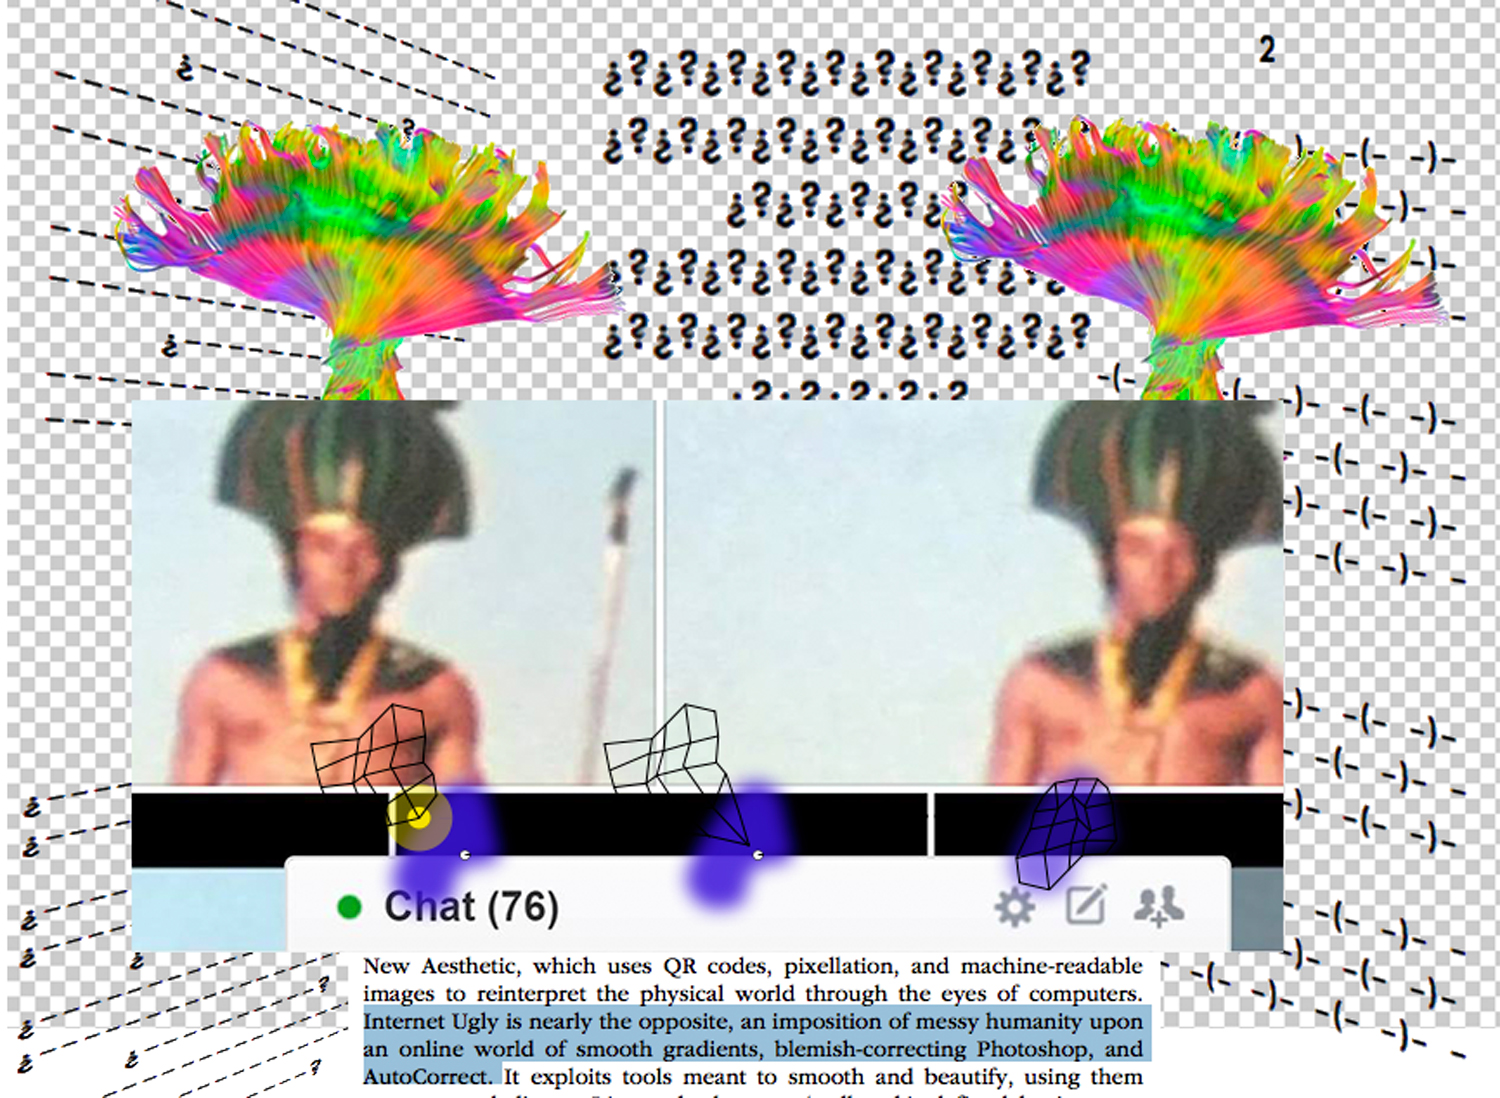 2
¿?¿?¿?¿?¿?¿?¿?¿?¿?¿?
¿?¿?¿?¿?¿?¿?¿?¿?¿?
¿?¿?¿?¿?¿?
¿?¿?¿?¿?¿?¿?¿?¿?¿?¿
¿?¿?¿?¿?¿?¿?¿?¿?¿?¿?
Chat (76)
New Aesthetic, which uses QR codes, pixellation, and machine-readable
images to reinterpret the physical world through the eyes of computers.
Internet Ugly is nearly the opposite, an imposition of messy humanity upon
an online world of smooth gradients, blemish-correcting Photoshop, and
AutoCorrect. It exploits tools meant to smooth and beautify, using them